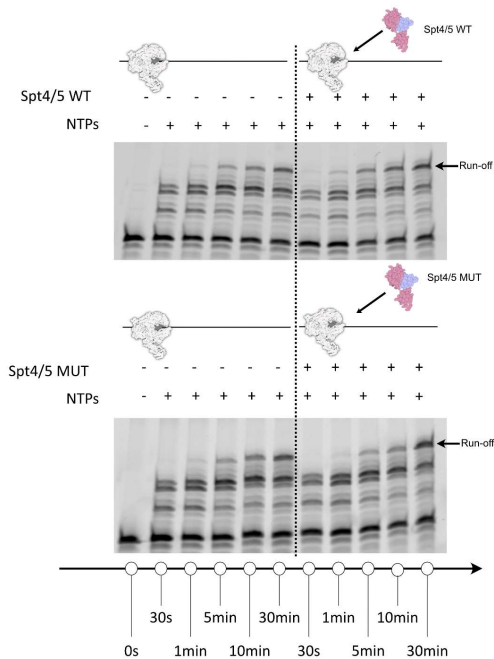 Spt4/5 WT
Spt4/5 WT - - - - - - + + + + +
NTPs - + + + + + + + + + +
Run-off
Spt4/5 MUT
Spt4/5 MUT - - - - - - + + + + +
NTPs - + + + + + + + + + +
Run-off
30s 5min 30min 1min 10min
0s 1min 10min 30s 5min 30min